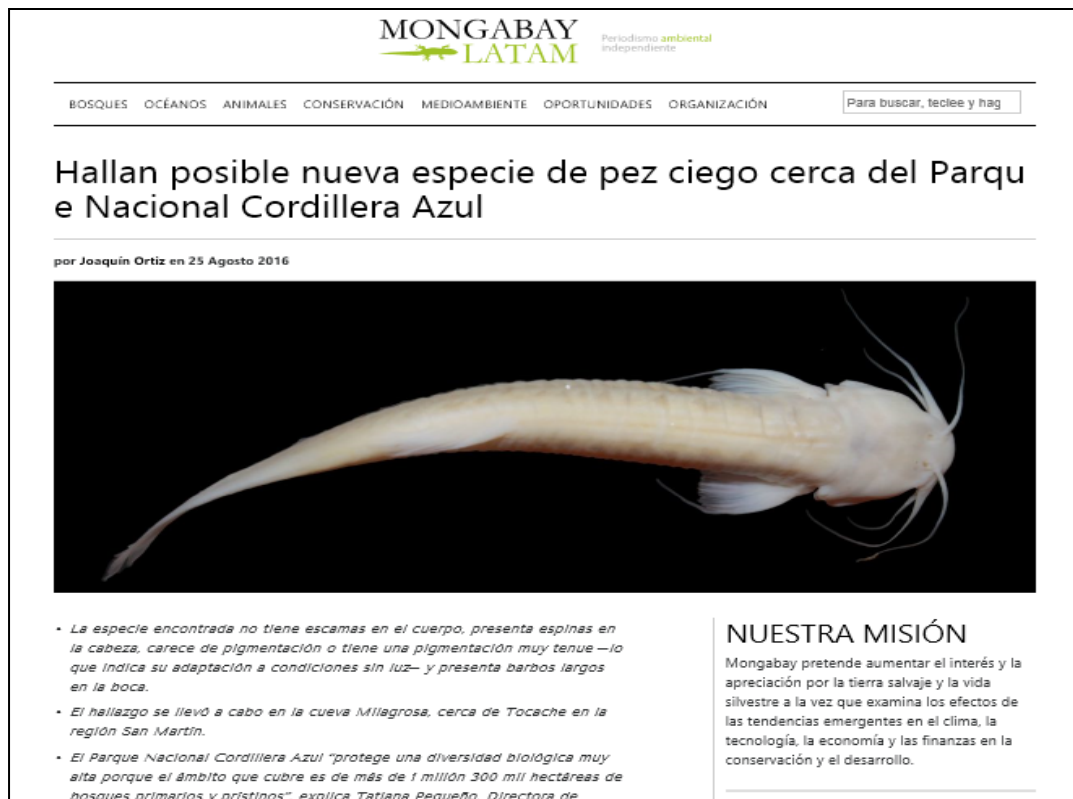 MONGABAY
LATAM
Periodismo ambiental
independiente
BOSQUES OCÉANOS ANIMALES CONSERVACIÓN MEDIOAMBIENTE OPORTUNIDADES ORGANIZACIÓN
Para buscar, teclee y hag
Hallan posible nueva especie de pez ciego cerca del Parqu
e Nacional Cordillera Azul
por Joaquín Ortiz en 25 Agosto 2016
• La especie encontrada no tiene escamas en el cuerpo, presenta espinas en
la cabeza, carece de pigmentación o tiene una pigmentación muy tenue —lo
que indica su adaptación a condiciones sin luz— y presenta barbos largos
en la boca.
• El hallazgo se llevó a cabo en la cueva Milagrosa, cerca de Tocache en la
región San Martín.
• El Parque Nacional Cordillera Azul "protege una diversidad biológica muy
alta porque el ámbito que cubre es de más de 1 millón 300 mil hectáreas de
bosques primarios y prístinos", explica Tatiana Pequeño, Directora de
NUESTRA MISIÓN
Mongabay pretende aumentar el interés y la
apreciación por la tierra salvaje y la vida
silvestre a la vez que examina los efectos de
las tendencias emergentes en el clima, la
tecnología, la economía y las finanzas en la
conservación y el desarrollo.